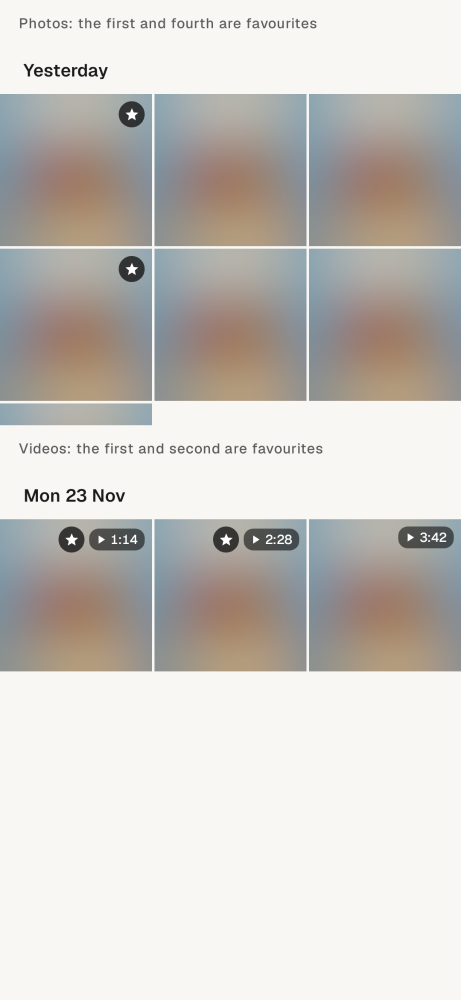 Photos: the first and fourth are favourites
Yesterday
Videos: the first and second are favourites
Mon 23 Nov
1:14
2:28
3:42